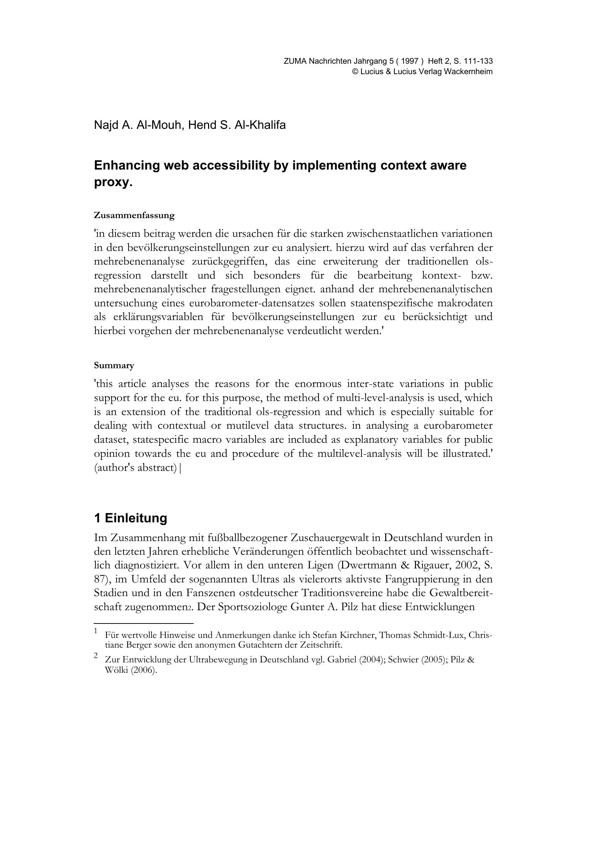 ZUMA Nachrichten Jahrgang 5 ( 1997 ) Heft 2, S. 111-133
© Lucius & Lucius Verlag Wackernheim
Najd A. Al-Mouh, Hend S. Al-Khalifa
Enhancing web accessibility by implementing context aware
proxy.
Zusammenfassung
'in diesem beitrag werden die ursachen für die starken zwischenstaatlichen variationen
in den bevölkerungseinstellungen zur eu analysiert. hierzu wird auf das verfahren der
mehrebenenanalyse zurückgegriffen, das eine erweiterung der traditionellen ols-
regression darstellt und sich besonders für die bearbeitung kontext- bzw.
mehrebenenanalytischer fragestellungen eignet. anhand der mehrebenenanalytischen
untersuchung eines eurobarometer-datensatzes sollen staatenspezifische makrodaten
als erklärungsvariablen für bevölkerungseinstellungen zur eu berücksichtigt und
hierbei vorgehen der mehrebenenanalyse verdeutlicht werden.'
Summary
'this article analyses the reasons for the enormous inter-state variations in public
support for the eu. for this purpose, the method of multi-level-analysis is used, which
is an extension of the traditional ols-regression and which is especially suitable for
dealing with contextual or mutilevel data structures. in analysing a eurobarometer
dataset, statespecific macro variables are included as explanatory variables for public
opinion towards the eu and procedure of the multilevel-analysis will be illustrated.'
(author's abstract)|
1 Einleitung
Im Zusammenhang mit fußballbezogener Zuschauergewalt in Deutschland wurden in
den letzten Jahren erhebliche Veränderungen öffentlich beobachtet und wissenschaft-
lich diagnostiziert. Vor allem in den unteren Ligen (Dwertmann & Rigauer, 2002, S.
87), im Umfeld der sogenannten Ultras als vielerorts aktivste Fangruppierung in den
Stadien und in den Fanszenen ostdeutscher Traditionsvereine habe die Gewaltbereit-
schaft zugenommen2. Der Sportsoziologe Gunter A. Pilz hat diese Entwicklungen
1 Für wertvolle Hinweise und Anmerkungen danke ich Stefan Kirchner, Thomas Schmidt-Lux, Chris-
tiane Berger sowie den anonymen Gutachtern der Zeitschrift.
2 Zur Entwicklung der Ultrabewegung in Deutschland vgl. Gabriel (2004); Schwier (2005); Pilz &
Wölki (2006).